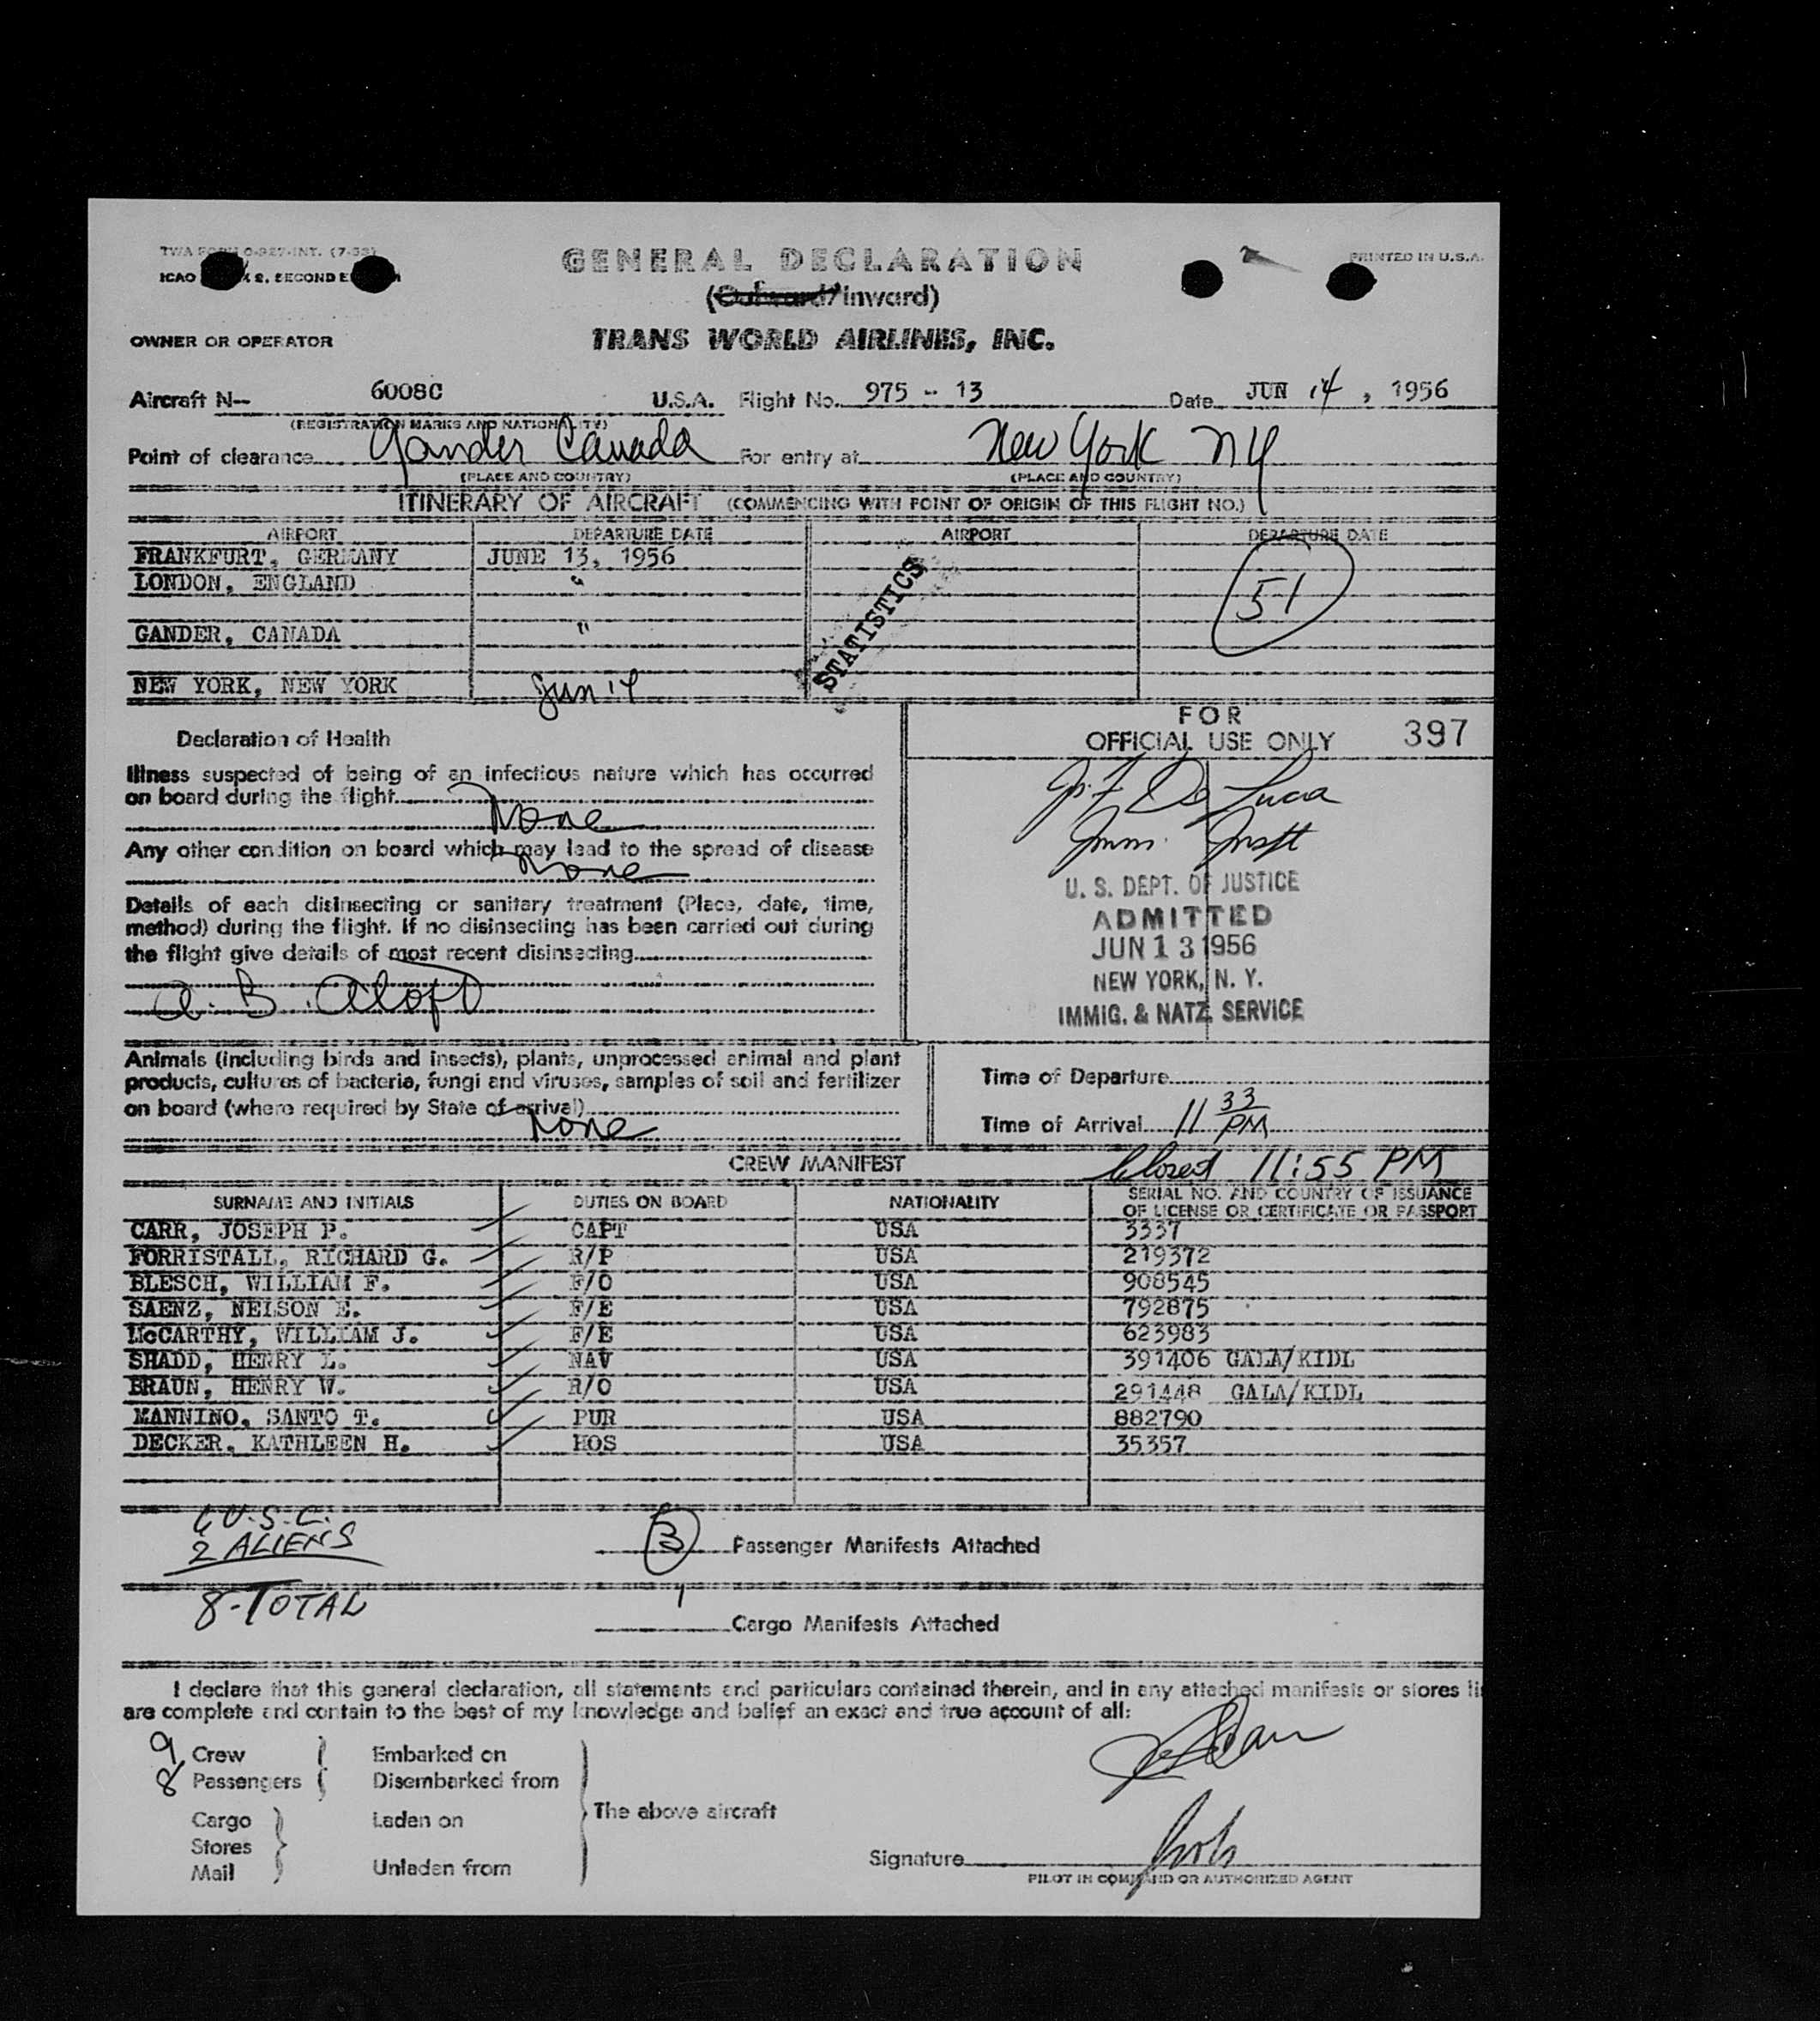 TWA FORM 0-927-INT. (7-53)
ICAO 2, SECOND E
GENERAL DECLARATION
PRINTED IN U.S.A.
(Outward/Inward)
OWNER OR OPERATOR
TRANS WORLD AIRLINES, INC.
Aircraft N-- 6008C U.S.A. Flight No. 975 - 13 Date JUN 14, 1956
(REGISTRATION MARKS AND NATIONALITY)
Point of clearance Gander Canada For entry at New York NY
(PLACE AND COUNTRY) (PLACE AND COUNTRY)
ITINERARY OF AIRCRAFT (COMMENCING WITH POINT OF ORIGIN OF THIS FLIGHT NO.)
AIRPORT DEPARTURE DATE AIRPORT DEPARTURE DATE
FRANKFURT, GERMANY JUNE 13, 1956
LONDON, ENGLAND "
51
STATISTICS
GANDER, CANADA "
NEW YORK, NEW YORK Jun 14
Declaration of Health
Illness suspected of being of an infectious nature which has occurred
on board during the flight
None
Any other condition on board which may lead to the spread of disease
None
Details of each disinsecting or sanitary treatment (Place, date, time,
method) during the flight. If no disinsecting has been carried out during
the flight give details of most recent disinsecting
A.B. Aloft
FOR
OFFICIAL USE ONLY 397
De Lucia
Imm. Inspt
U. S. DEPT. OF JUSTICE
ADMITTED
JUN 13 1956
NEW YORK, N. Y.
IMMIG. & NATZ. SERVICE
Animals (including birds and insects), plants, unprocessed animal and plant
products, cultures of bacteria, fungi and viruses, samples of soil and fertilizer
on board (where required by State of arrival)
None
Time of Departure
Time of Arrival 11 33 PM
CREW MANIFEST Closed 11:55 PM
SURNAME AND INITIALS DUTIES ON BOARD NATIONALITY SERIAL NO. AND COUNTRY OF ISSUANCE
OF LICENSE OR CERTIFICATE OR PASSPORT
CARR, JOSEPH P. CAPT USA 3337
FORRISTALL, RICHARD G. R/P USA 219372
BLESCH, WILLIAM F. F/O USA 908545
SAENZ, NELSON E. F/E USA 792875
McCARTHY, WILLIAM J. F/E USA 623983
SHADD, HENRY L. NAV USA 391406 GALA/KIDL
BRAUN, HENRY W. R/O USA 291448 GALA/KIDL
MANNINO, SANTO T. PUR USA 882790
DECKER, KATHLEEN H. HOS USA 35357
6 U.S.C.
2 ALIENS
3 Passenger Manifests Attached
8-TOTAL
1
Cargo Manifests Attached
I declare that this general declaration, all statements and particulars contained therein, and in any attached manifests or stores li
are complete and contain to the best of my knowledge and belief an exact and true account of all:
9 Crew Embarked on
8 Passengers Disembarked from
The above aircraft
Cargo Laden on
Stores
Mail Unladen from
Signature
PILOT IN COMMAND OR AUTHORIZED AGENT